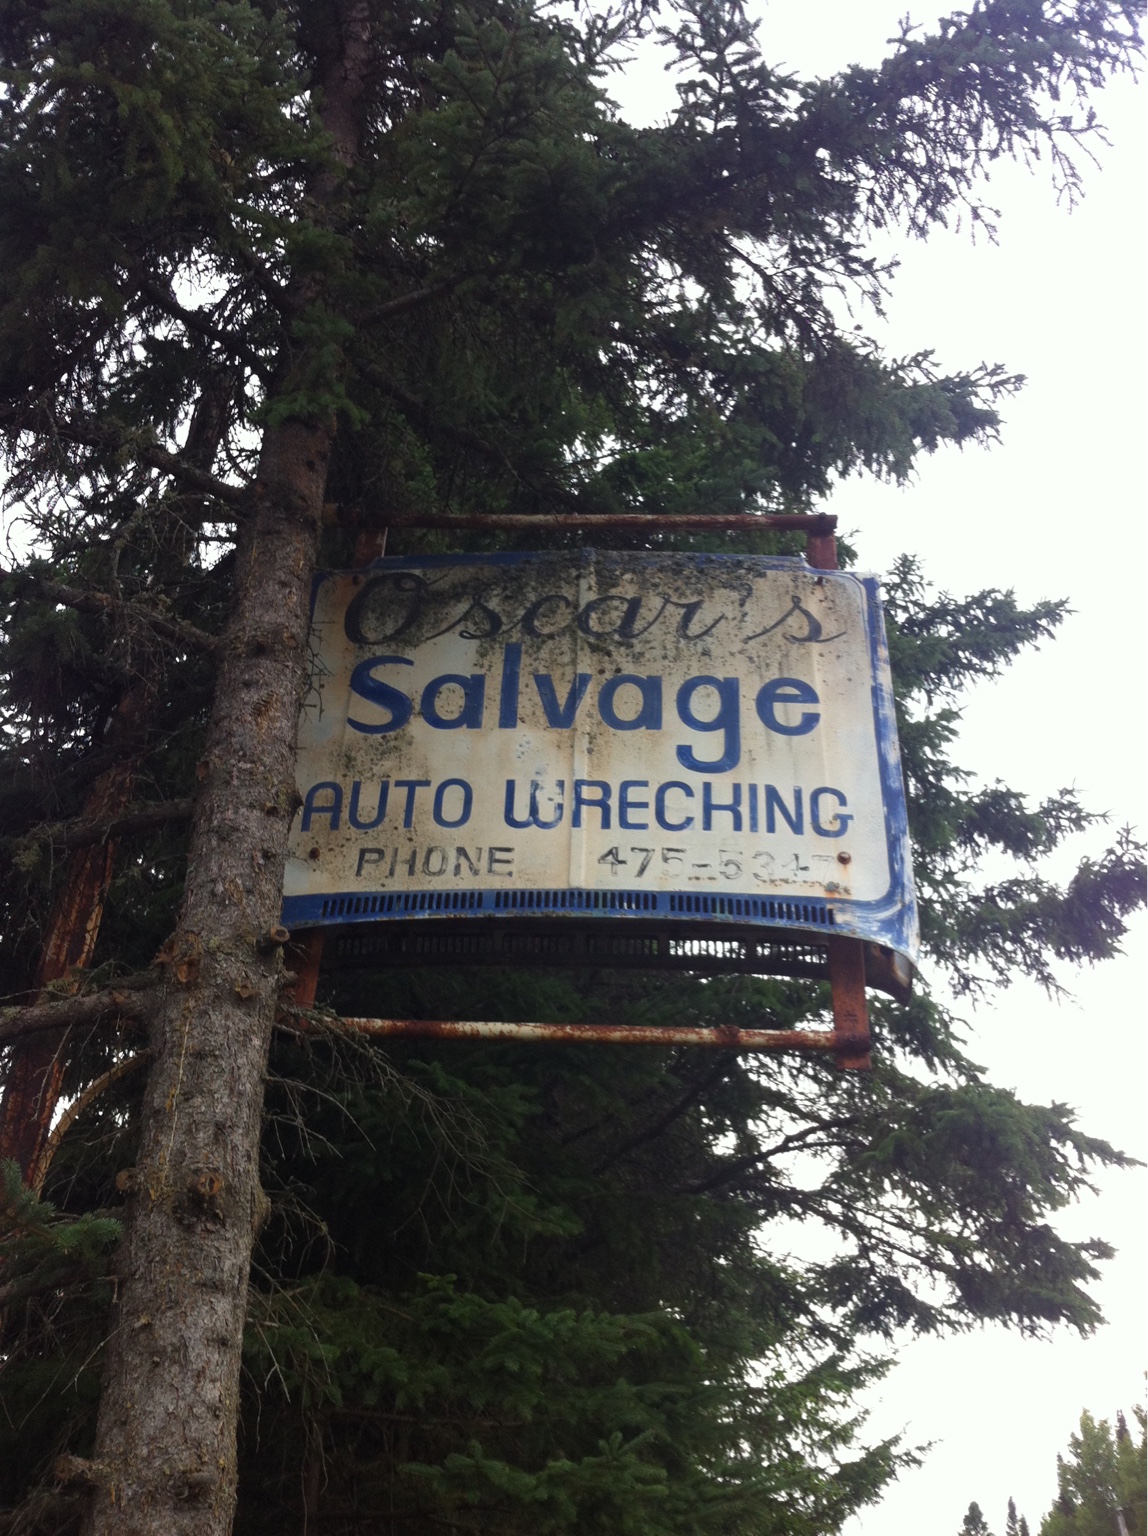 Oscar's
Salvage
AUTO WRECKING
PHONE 475-5347